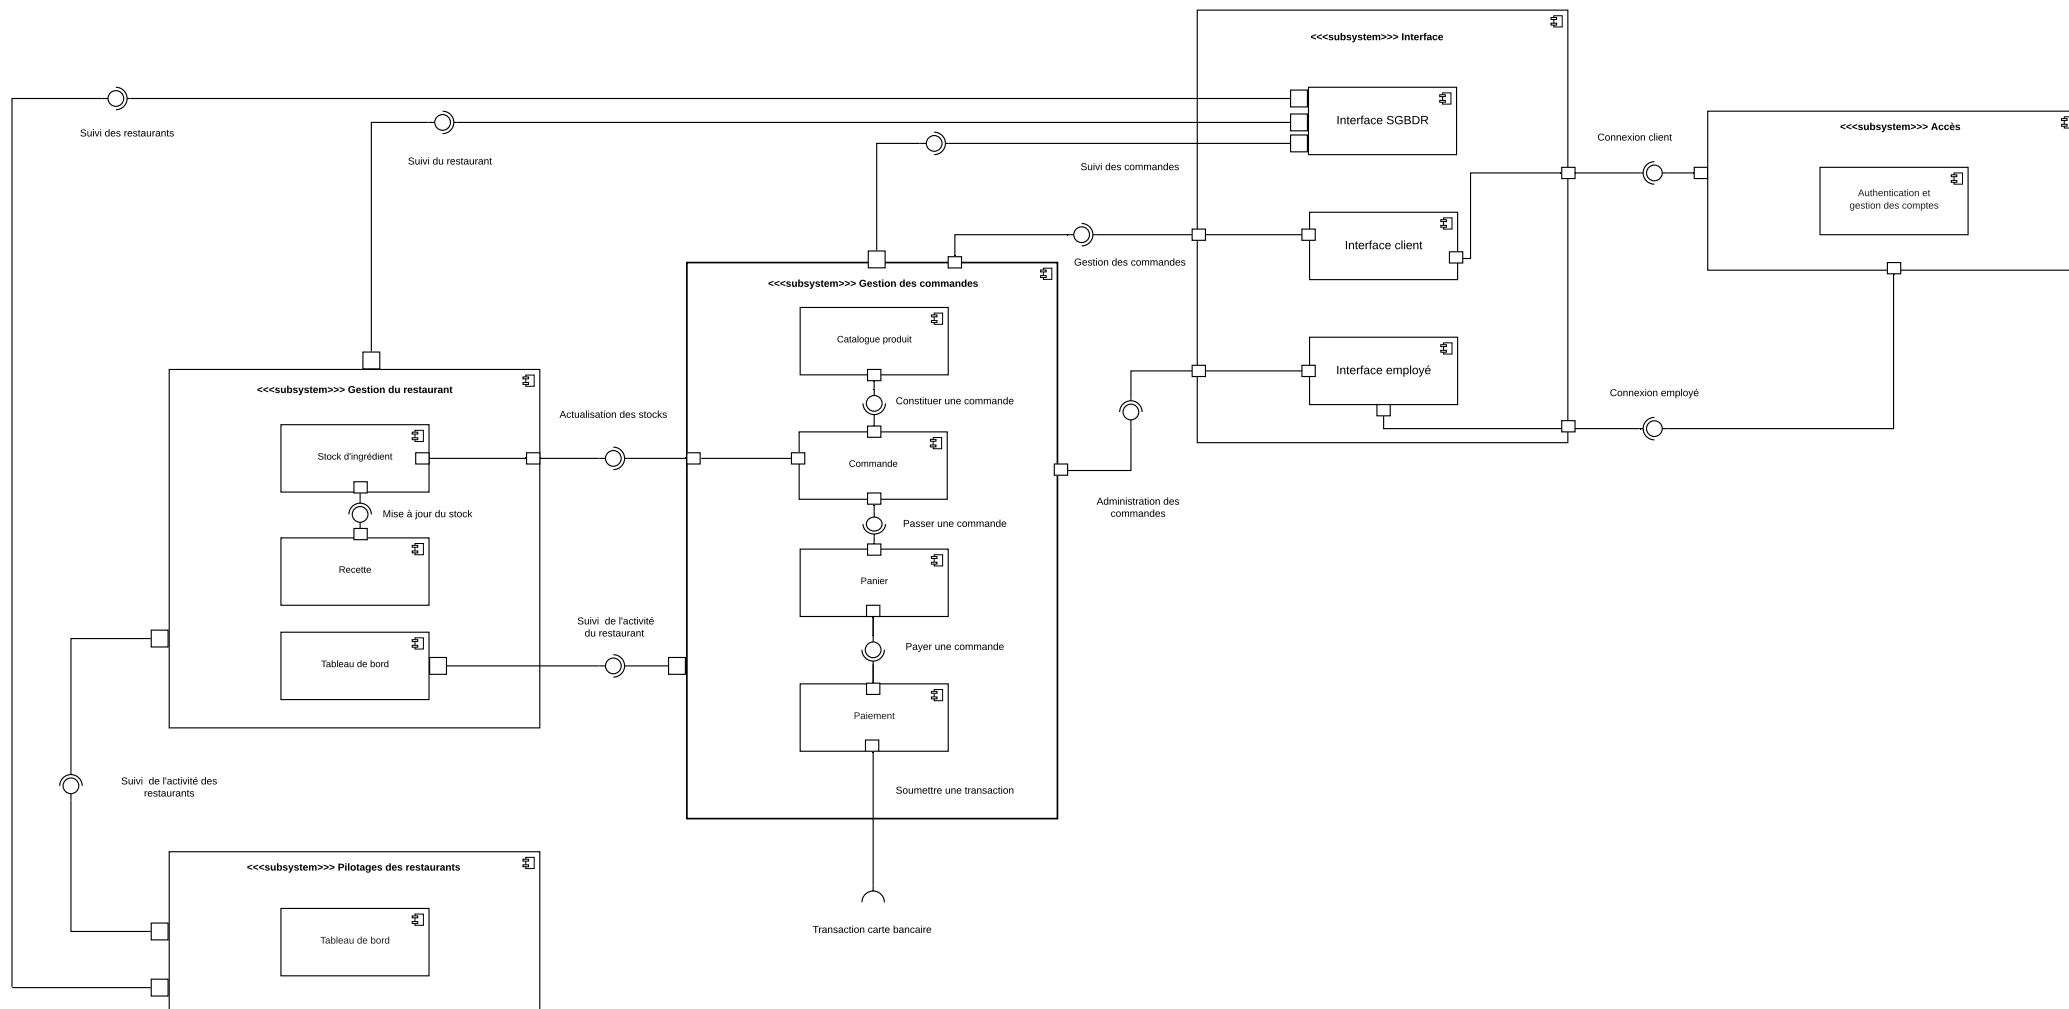 <<<subsystem>>> Interface
Suivi des restaurants
Suivi du restaurant
Suivi des commandes
Interface SGBDR
Connexion client
<<<subsystem>>> Accès
Authentication et
gestion des comptes
Interface client
Gestion des commandes
<<<subsystem>>> Gestion des commandes
Catalogue produit
Constituer une commande
Interface employé
Connexion employé
<<<subsystem>>> Gestion du restaurant
Actualisation des stocks
Stock d'ingrédient
Commande
Administration des
commandes
Mise à jour du stock
Passer une commande
Recette
Panier
Suivi  de l'activité
du restaurant
Payer une commande
Tableau de bord
Paiement
Suivi  de l'activité des
restaurants
Soumettre une transaction
<<<subsystem>>> Pilotages des restaurants
Transaction carte bancaire
Tableau de bord